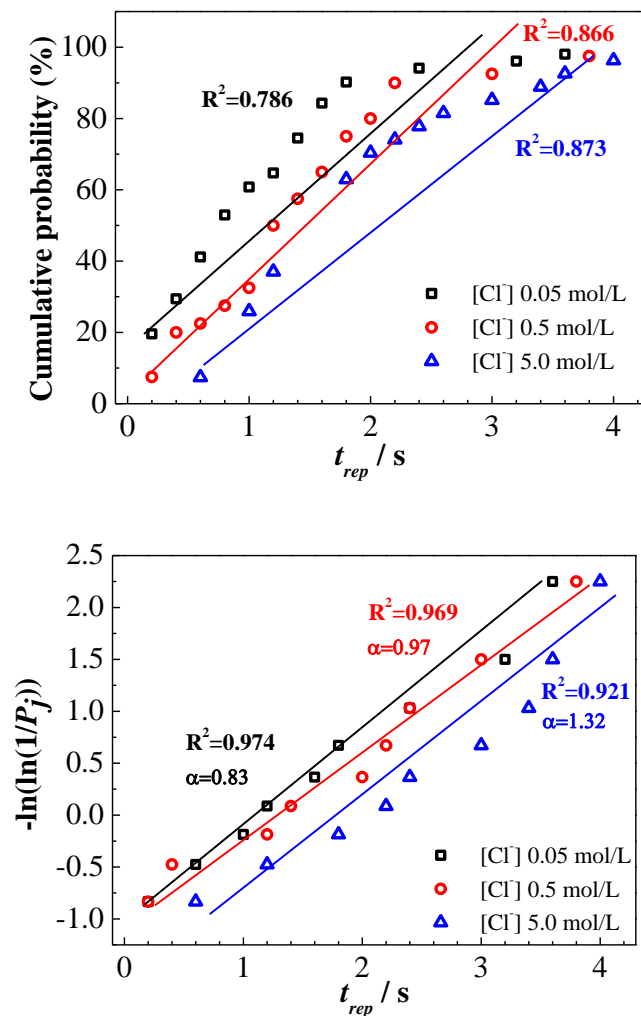 100
80
60
40
20
0
Cumulative probability (%)
R²=0.786
R²=0.866
R²=0.873
[Cl⁻] 0.05 mol/L
[Cl⁻] 0.5 mol/L
[Cl⁻] 5.0 mol/L
0 1 2 3 4
t_rep / s
2.5
2.0
1.5
1.0
0.5
0.0
-0.5
-1.0
-ln(ln(1/Pj))
R²=0.969
α=0.97
R²=0.974
α=0.83
R²=0.921
α=1.32
[Cl⁻] 0.05 mol/L
[Cl⁻] 0.5 mol/L
[Cl⁻] 5.0 mol/L
0 1 2 3 4
t_rep / s